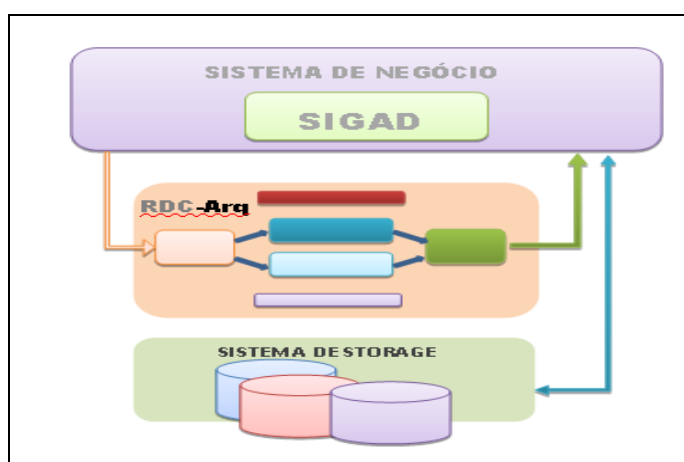 SISTEMA DE NEGÓCIO
SIGAD
RDC-Arq
SISTEMA DE STORAGE